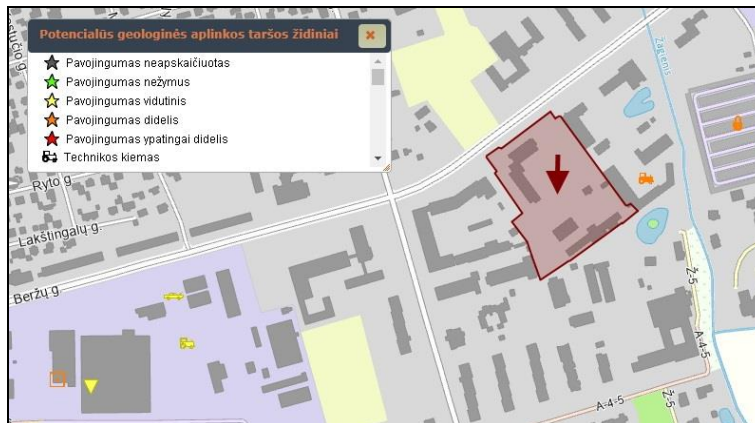 Potencialūs geologinės aplinkos taršos židiniai
Pavojingumas neapskaičiuotas
Pavojingumas nežymus
Pavojingumas vidutinis
Pavojingumas didelis
Pavojingumas ypatingai didelis
Technikos kiemas
Žagienis
Ryto g
Lakštingalų g.
Beržų g.
Ž-5
Ž-5
A-4-5
A-4-5